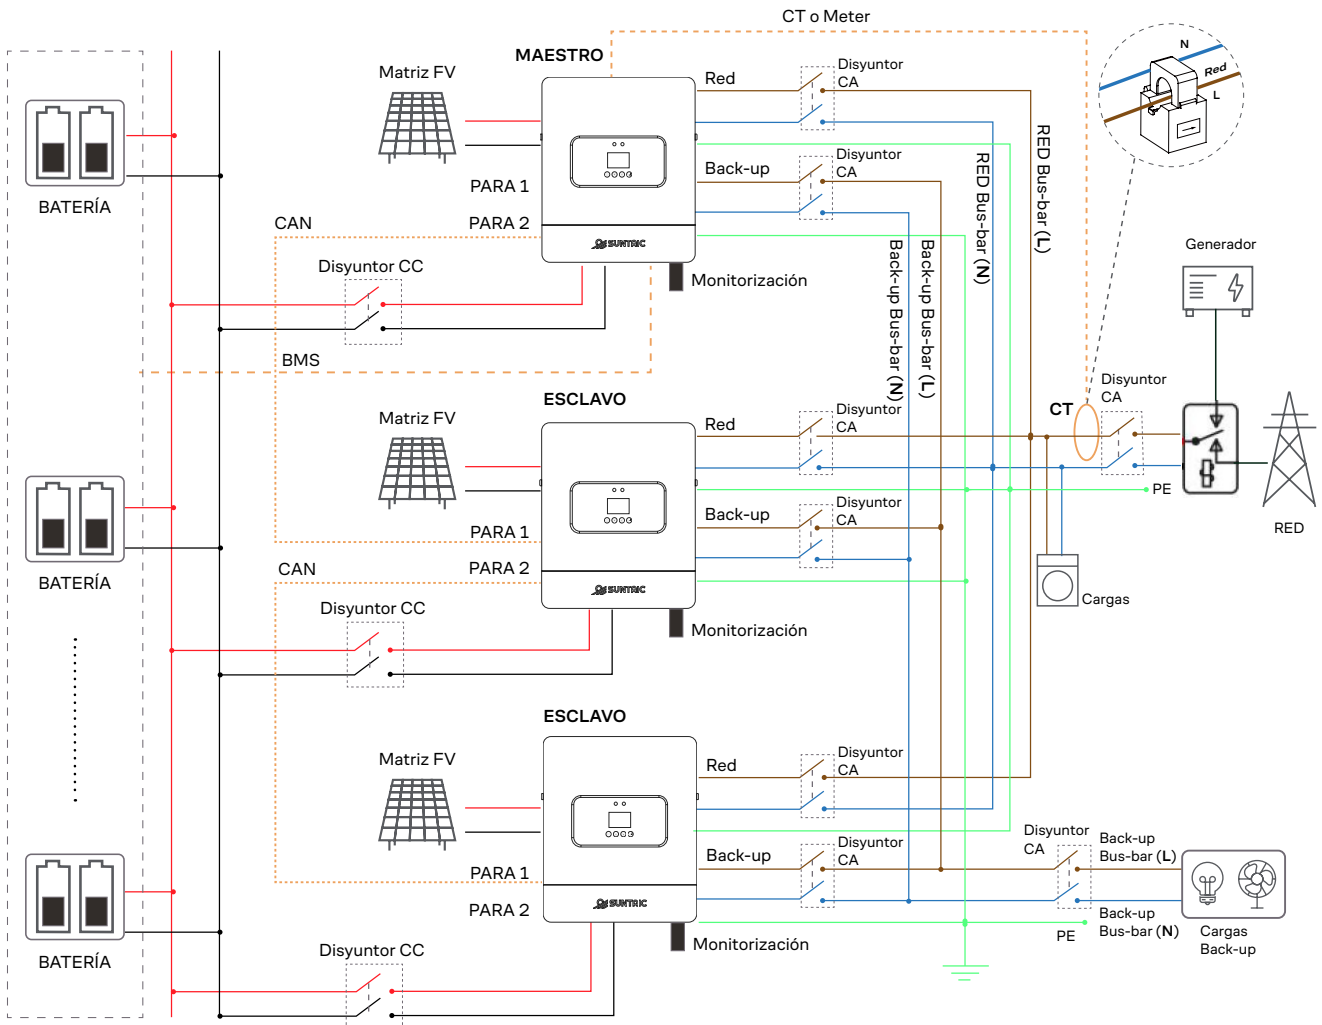 CT o Meter
MAESTRO
Matriz FV
Red
Disyuntor
CA
N
Red
L
PARA 1
Back-up
Disyuntor
CA
BATERÍA
CAN
PARA 2
SUNTRIC
RED Bus-bar (L)
RED Bus-bar (N)
Back-up Bus-bar (L)
Back-up Bus-bar (N)
Generador
Disyuntor CC
Monitorización
BMS
ESCLAVO
Matriz FV
Red
Disyuntor
CA
CT
Disyuntor
CA
PE
RED
Back-up
Disyuntor
CA
PARA 1
CAN
PARA 2
SUNTRIC
BATERÍA
Cargas
Disyuntor CC
Monitorización
ESCLAVO
Matriz FV
Red
Disyuntor
CA
PARA 1
Back-up
Disyuntor
CA
Disyuntor
CA
Back-up
Bus-bar (L)
PARA 2
SUNTRIC
Back-up
Bus-bar (N)
PE
Cargas
Back-up
BATERÍA
Disyuntor CC
Monitorización